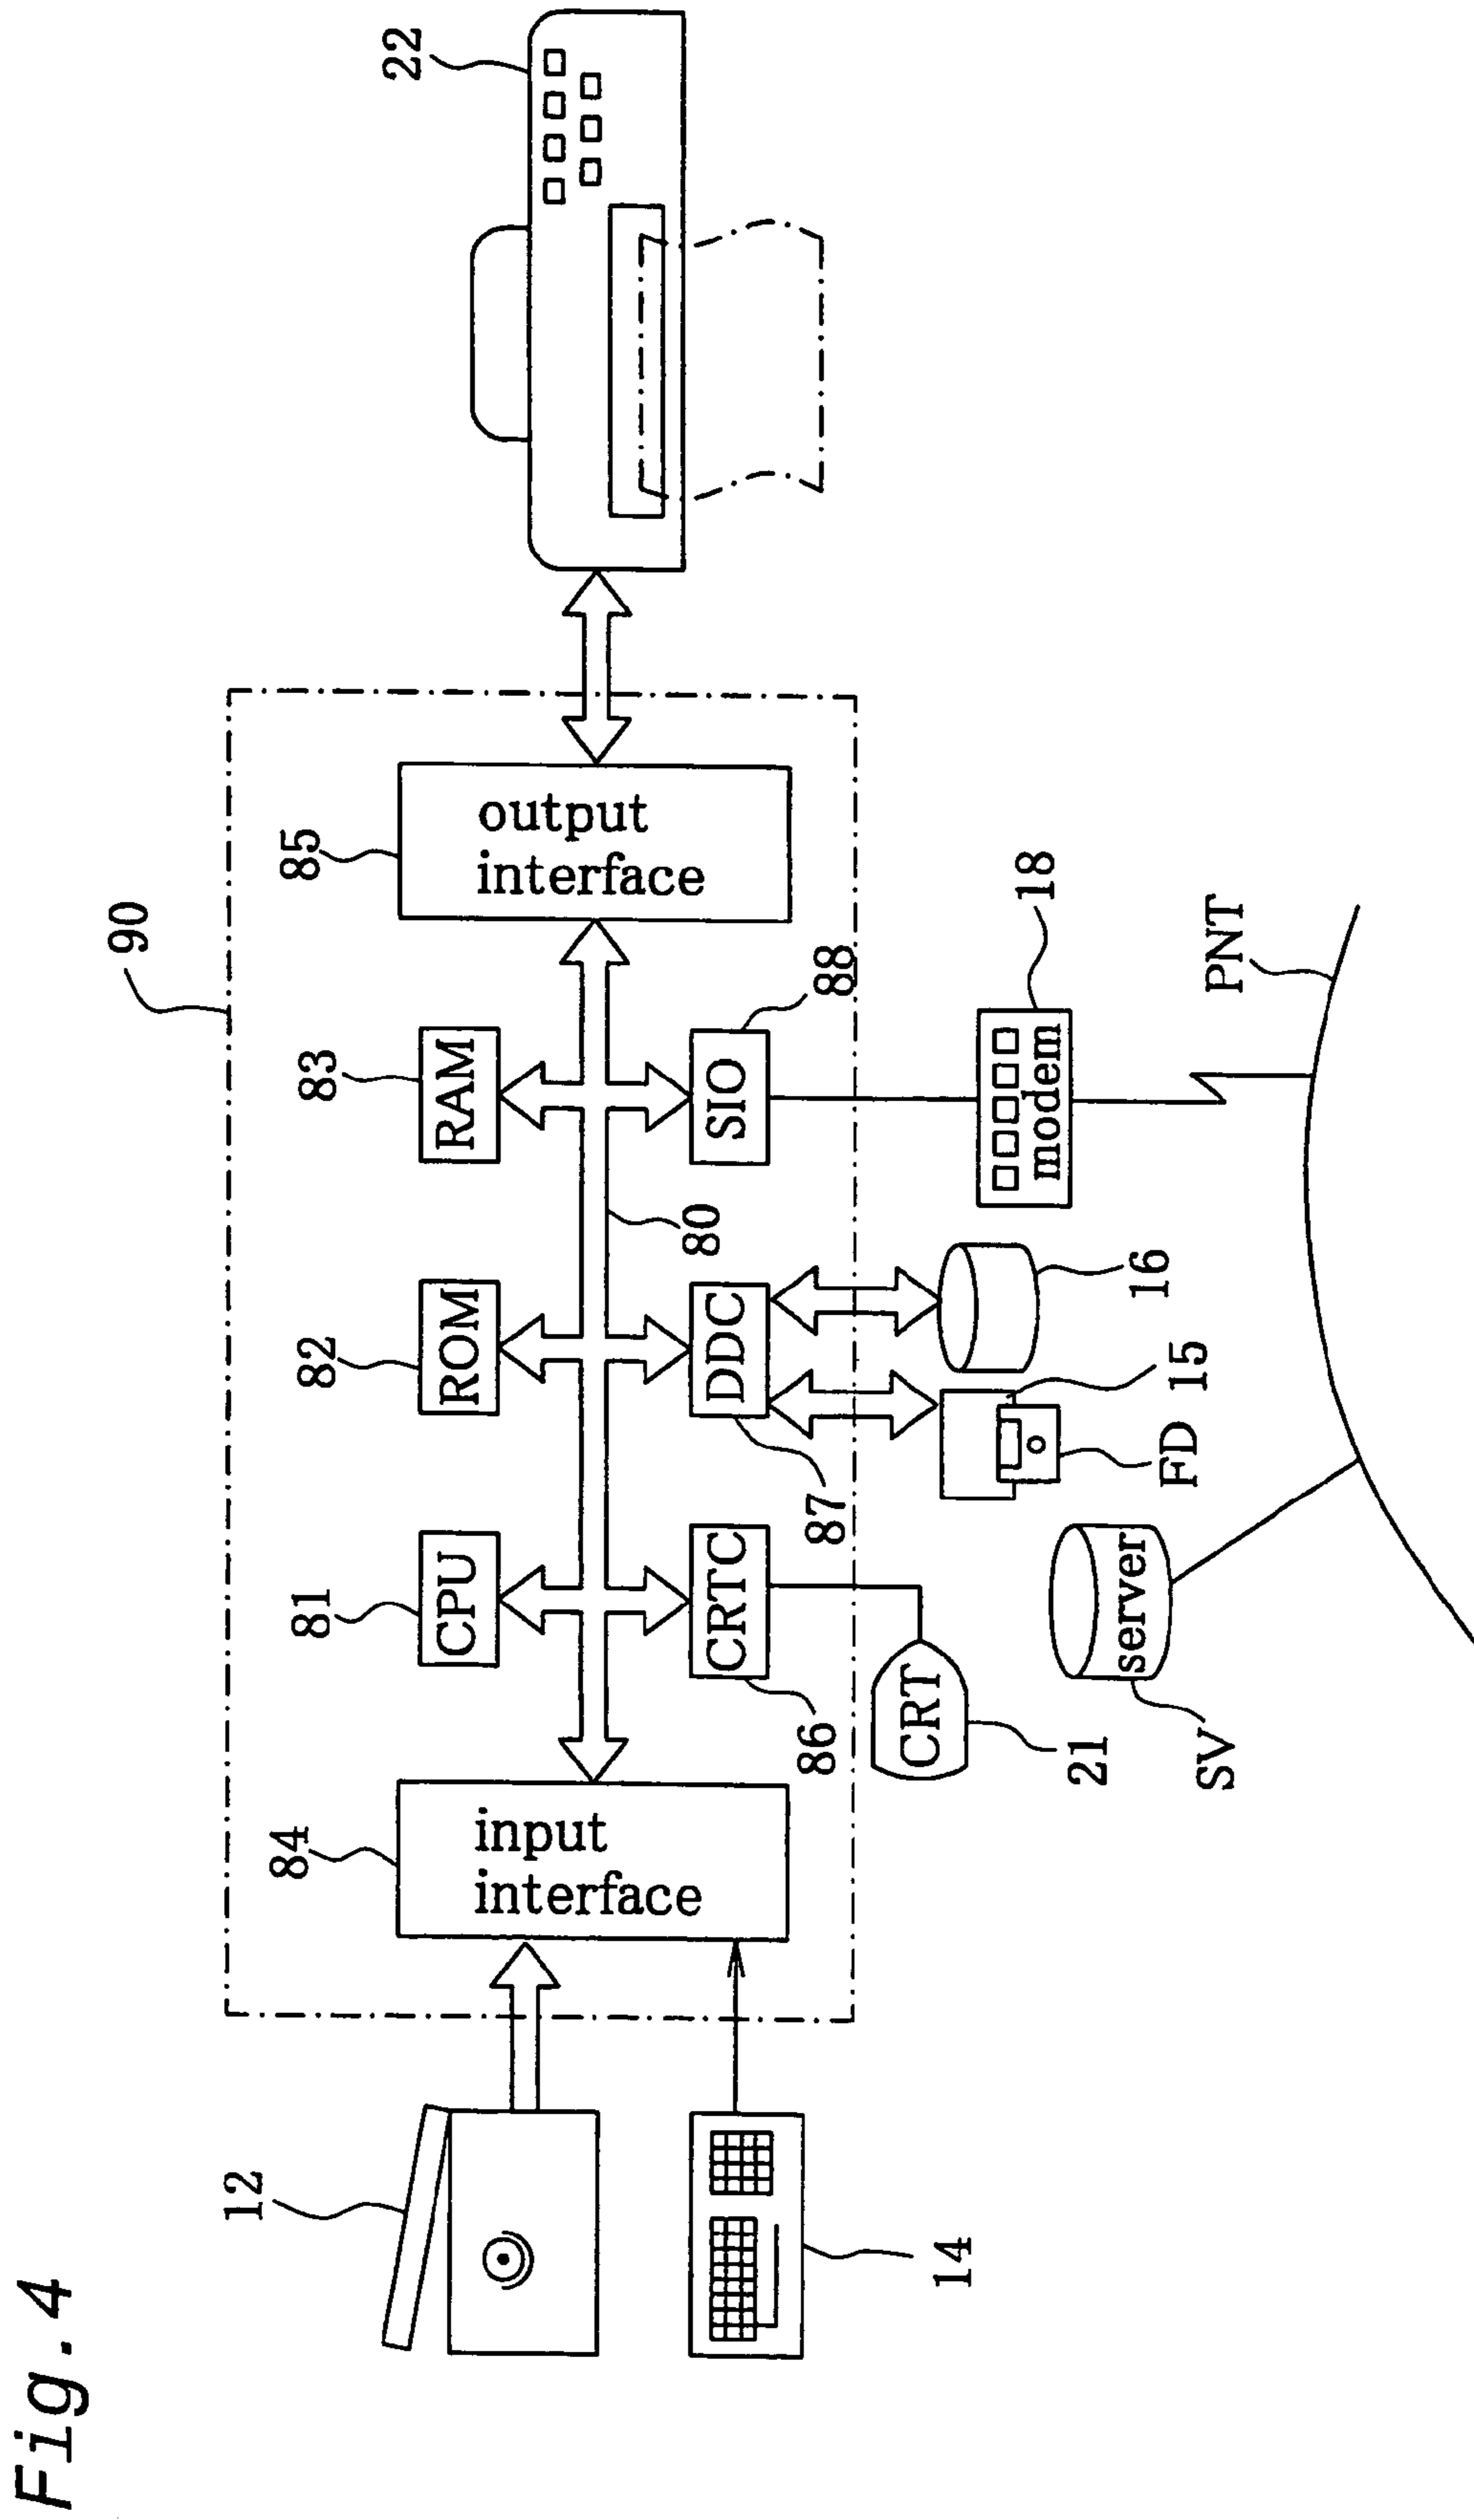 Fig. 4
90
12
84
81
82
83
85
22
input
interface
CPU
ROM
RAM
output
interface
80
CRTC
DDC
SIO
14
86
87
88
CRT
21
FD
15
16
modem
18
server
SV
PNT